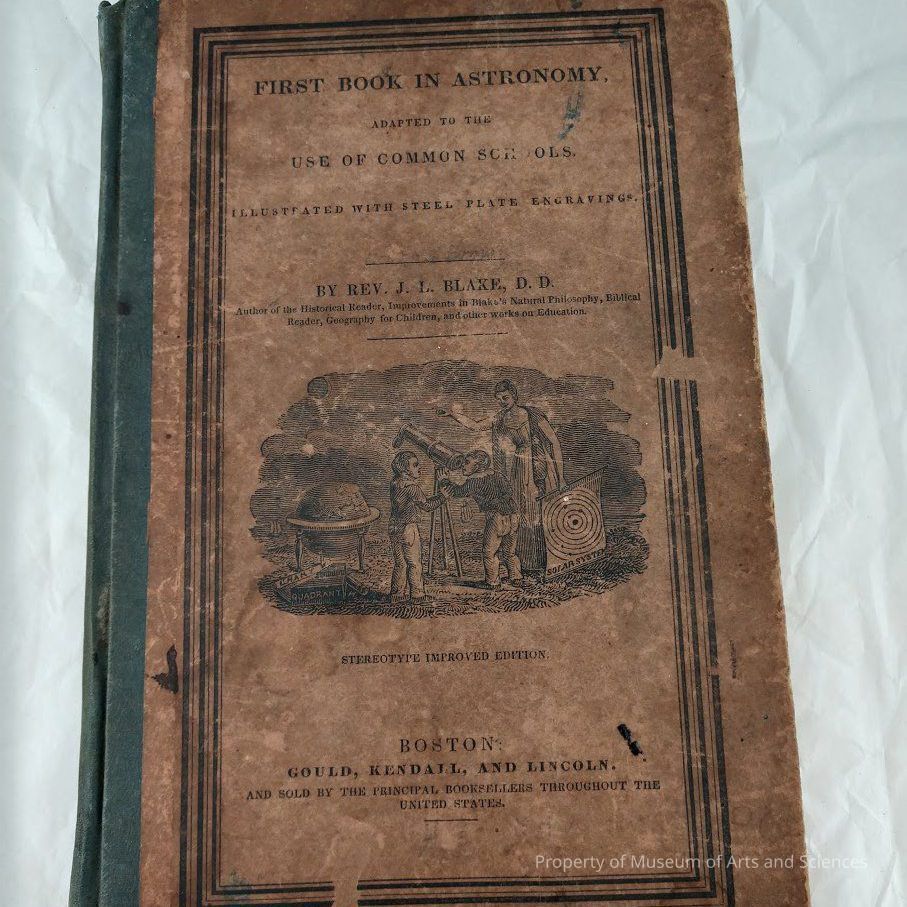 FIRST BOOK IN ASTRONOMY,
ADAPTED TO THE
USE OF COMMON SCHOOLS.
ILLUSTRATED WITH STEEL PLATE ENGRAVINGS.
BY REV. J. L. BLAKE, D. D.
Author of the Historical Reader, Improvements in Blake's Natural Philosophy, Biblical
Reader, Geography for Children, and other works on Education.
QUADRANT
SOLAR SYSTEM
STEREOTYPE IMPROVED EDITION.
BOSTON:
GOULD, KENDALL, AND LINCOLN.
AND SOLD BY THE PRINCIPAL BOOKSELLERS THROUGHOUT THE
UNITED STATES.
Property of Museum of Arts and Sciences